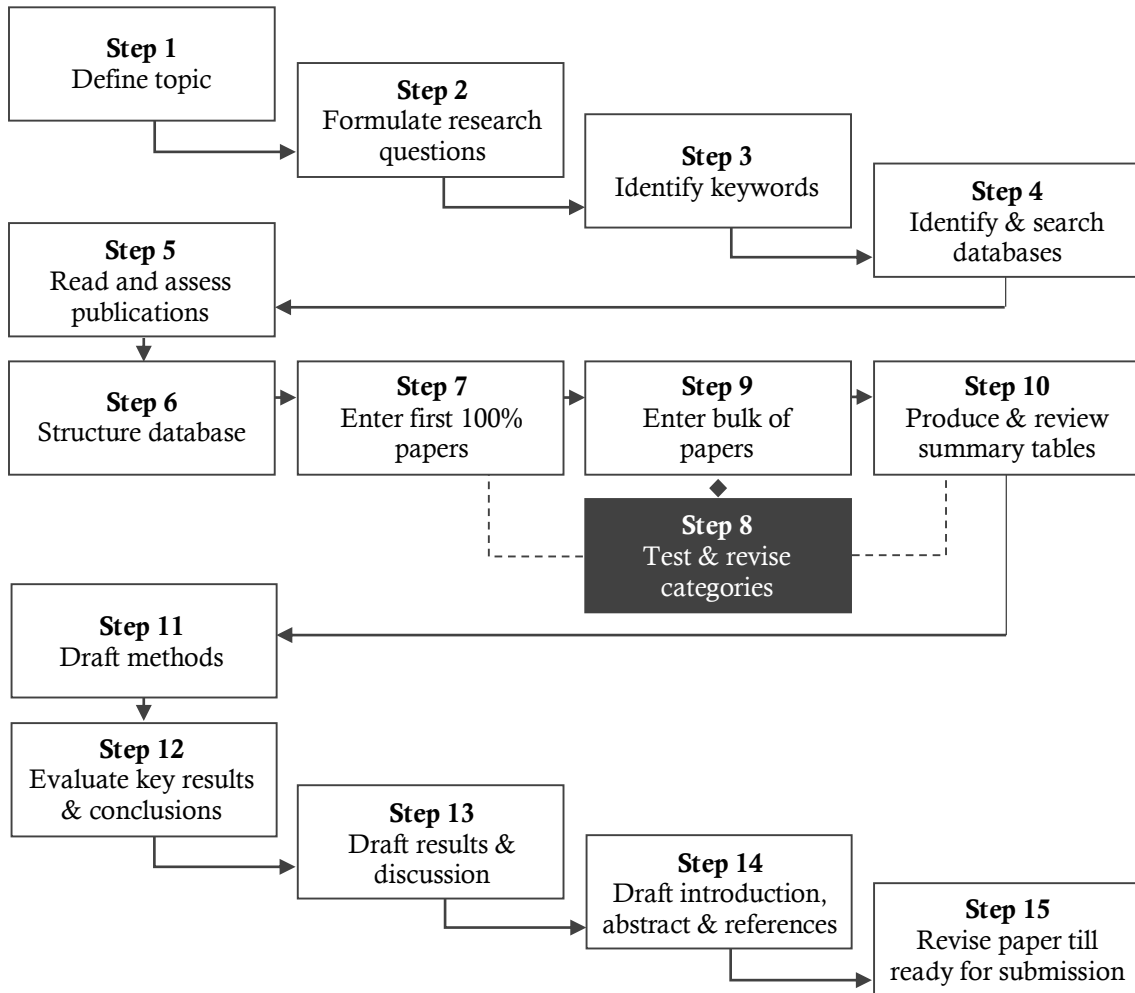 Step 1
Define topic
Step 2
Formulate research
questions
Step 3
Identify keywords
Step 4
Identify & search
databases
Step 5
Read and assess
publications
Step 6
Structure database
Step 7
Enter first 100%
papers
Step 9
Enter bulk of
papers
Step 10
Produce & review
summary tables
Step 8
Test & revise
categories
Step 11
Draft methods
Step 12
Evaluate key results
& conclusions
Step 13
Draft results &
discussion
Step 14
Draft introduction,
abstract & references
Step 15
Revise paper till
ready for submission